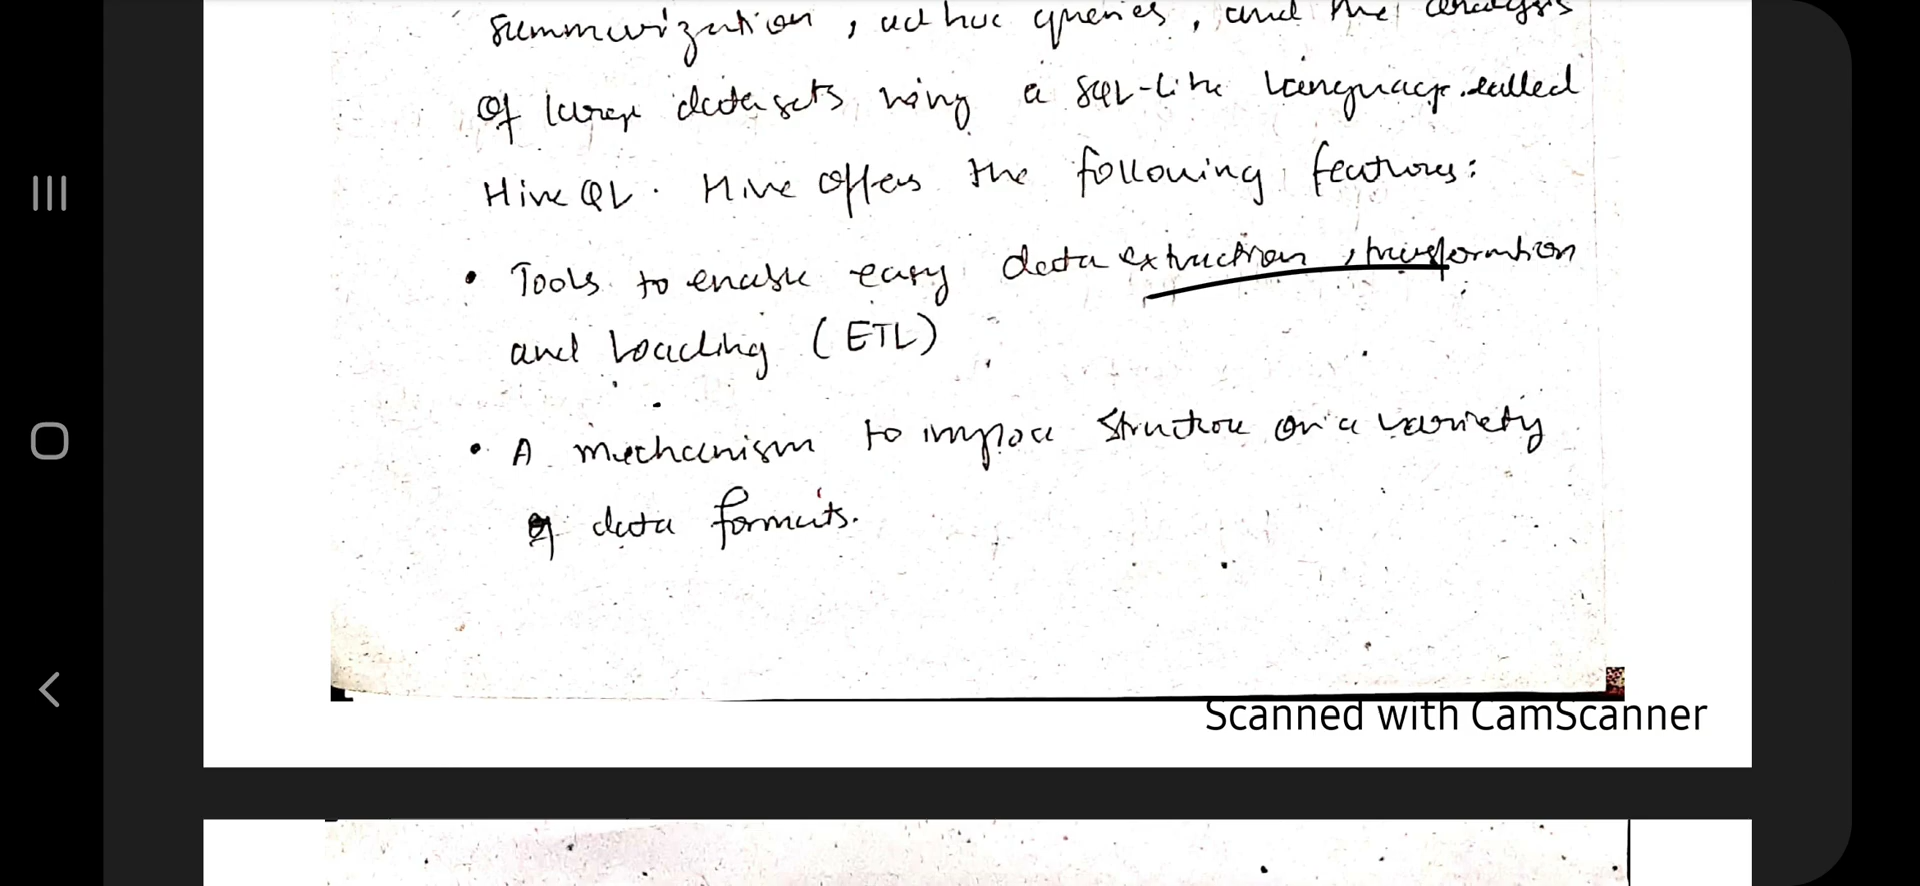 summarization, ad hoc queries, and the analysis
of large datasets using a SQL-like language called
HiveQL. Hive offers the following features:
• Tools to enable easy data extraction, transformation
and loading (ETL)
• A mechanism to impose structure on a variety
of data formats.
Scanned with CamScanner